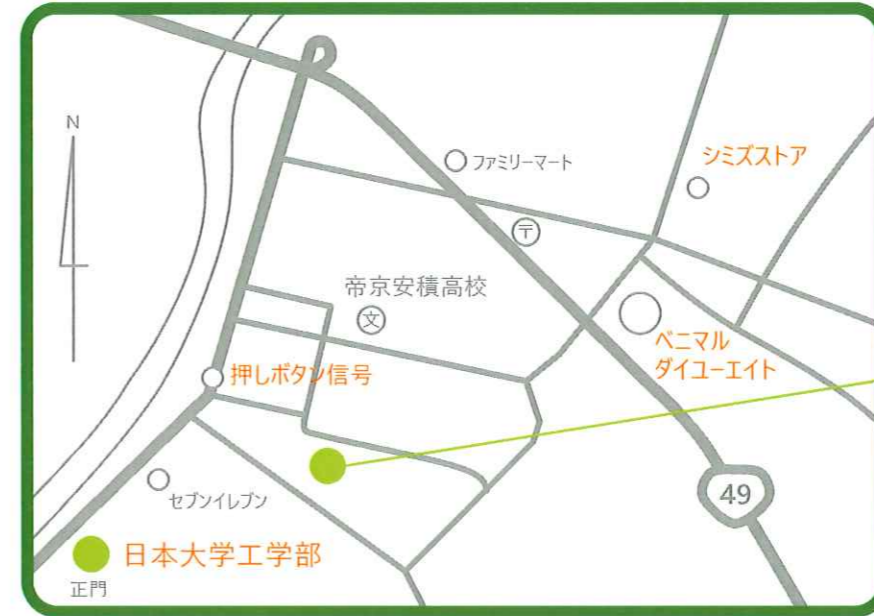 N
ファミリーマート
シミズストア
〒
帝京安積高校
文
ベニマル
ダイユーエイト
押しボタン信号
セブンイレブン
49
日本大学工学部
正門